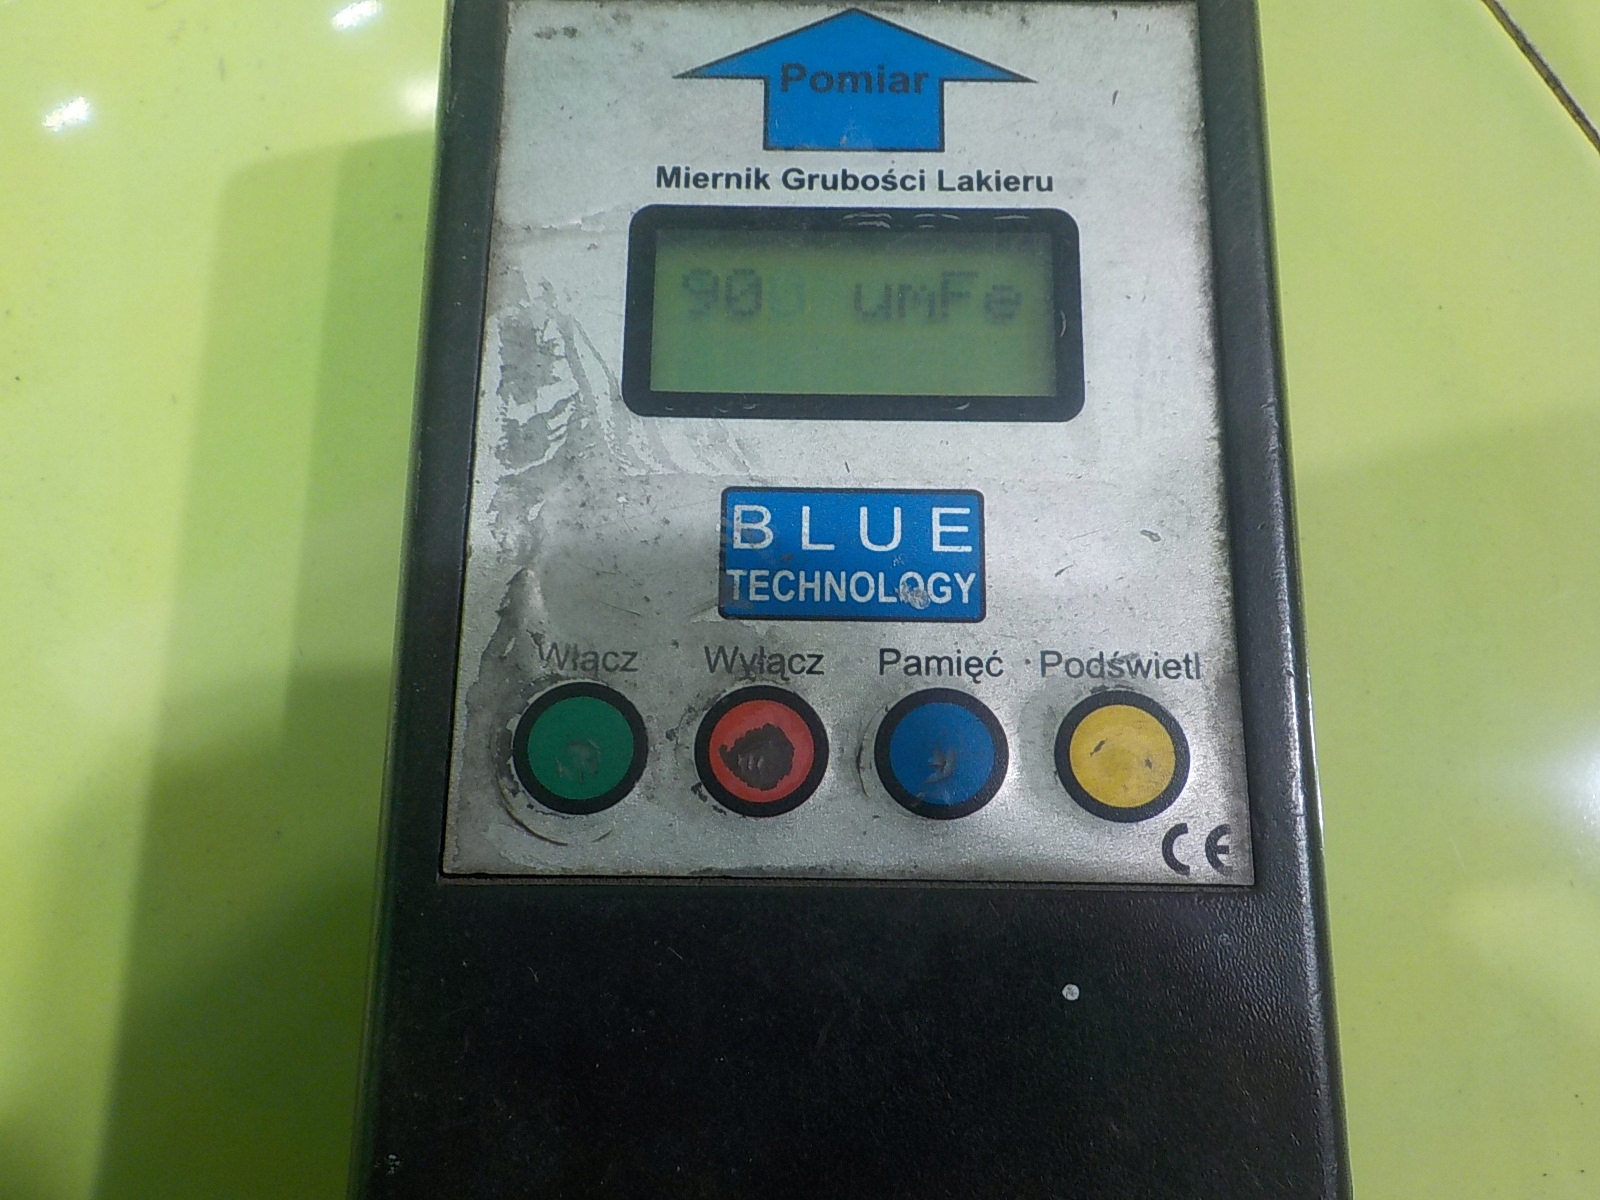 Pomiar
Miernik Grubości Lakieru
90 umFe
BLUE
TECHNOLOGY
Włącz Wyłącz Pamięć Podświetl
CE